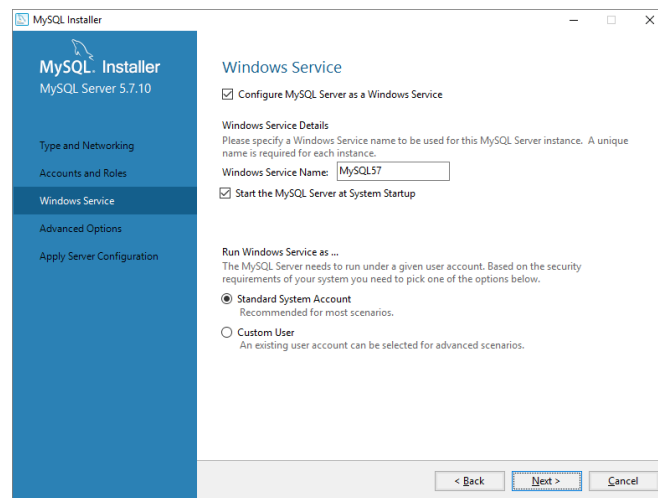 MySQL Installer
MySQL. Installer
MySQL Server 5.7.10
Type and Networking
Accounts and Roles
Windows Service
Advanced Options
Apply Server Configuration
Windows Service
Configure MySQL Server as a Windows Service
Windows Service Details
Please specify a Windows Service name to be used for this MySQL Server instance. A unique
name is required for each instance.
Windows Service Name: MySQL57
Start the MySQL Server at System Startup
Run Windows Service as ...
The MySQL Server needs to run under a given user account. Based on the security
requirements of your system you need to pick one of the options below.
Standard System Account
Recommended for most scenarios.
Custom User
An existing user account can be selected for advanced scenarios.
< Back Next > Cancel